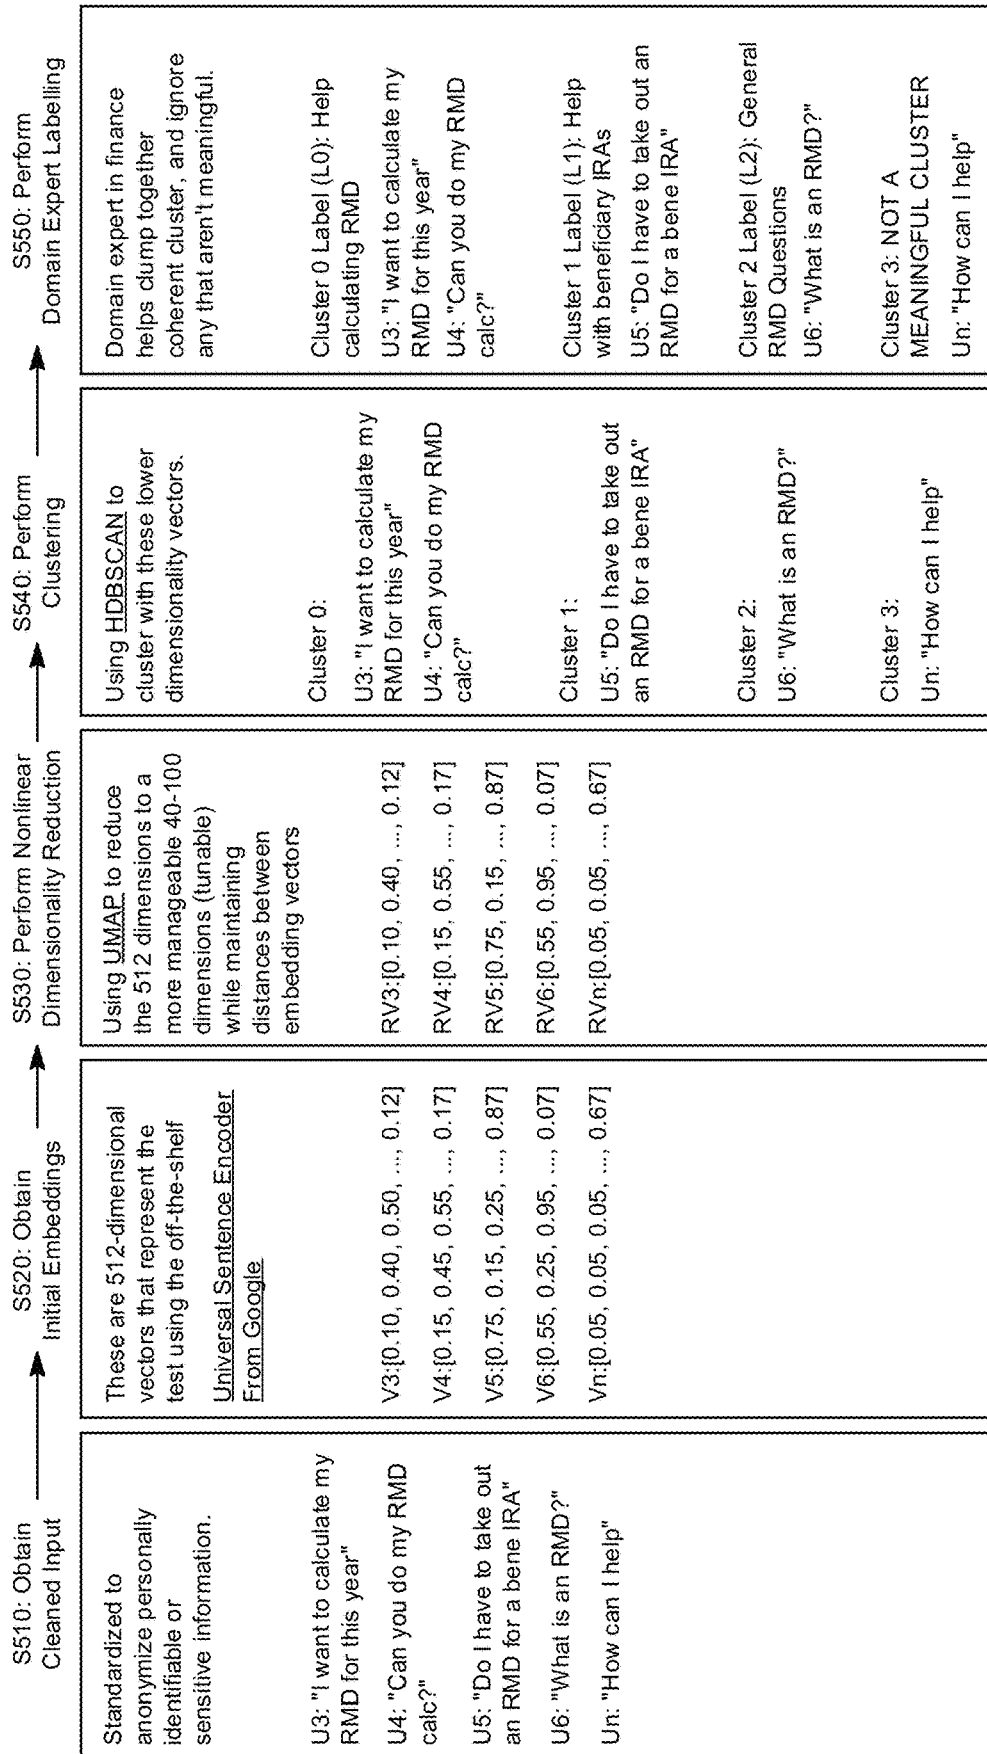 S510: Obtain
Cleaned Input
Standardized to
anonymize personally
identifiable or
sensitive information.
U3: "I want to calculate my
RMD for this year"
U4: "Can you do my RMD
calc?"
U5: "Do I have to take out
an RMD for a bene IRA"
U6: "What is an RMD?"
Un: "How can I help"
S520: Obtain
Initial Embeddings
These are 512-dimensional
vectors that represent the
test using the off-the-shelf
Universal Sentence Encoder
From Google
V3:[0.10, 0.40, 0.50, ..., 0.12]
V4:[0.15, 0.45, 0.55, ..., 0.17]
V5:[0.75, 0.15, 0.25, ..., 0.87]
V6:[0.55, 0.25, 0.95, ..., 0.07]
Vn:[0.05, 0.05, 0.05, ..., 0.67]
S530: Perform Nonlinear
Dimensionality Reduction
Using UMAP to reduce
the 512 dimensions to a
more manageable 40-100
dimensions (tunable)
while maintaining
distances between
embedding vectors
RV3:[0.10, 0.40, ..., 0.12]
RV4:[0.15, 0.55, ..., 0.17]
RV5:[0.75, 0.15, ..., 0.87]
RV6:[0.55, 0.95, ..., 0.07]
RVn:[0.05, 0.05, ..., 0.67]
S540: Perform
Clustering
Using HDBSCAN to
cluster with these lower
dimensionality vectors.
Cluster 0:
U3: "I want to calculate my
RMD for this year"
U4: "Can you do my RMD
calc?"
Cluster 1:
U5: "Do I have to take out
an RMD for a bene IRA"
Cluster 2:
U6: "What is an RMD?"
Cluster 3:
Un: "How can I help"
S550: Perform
Domain Expert Labelling
Domain expert in finance
helps clump together
coherent cluster, and ignore
any that aren't meaningful.
Cluster 0 Label (L0): Help
calculating RMD
U3: "I want to calculate my
RMD for this year"
U4: "Can you do my RMD
calc?"
Cluster 1 Label (L1): Help
with beneficiary IRAs
U5: "Do I have to take out an
RMD for a bene IRA"
Cluster 2 Label (L2): General
RMD Questions
U6: "What is an RMD?"
Cluster 3: NOT A
MEANINGFUL CLUSTER
Un: "How can I help"